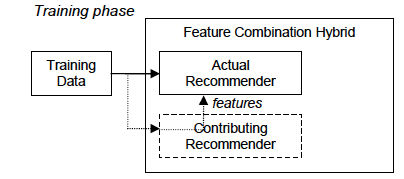 Training phase
Feature Combination Hybrid
Training
Data
Actual
Recommender
features
Contributing
Recommender